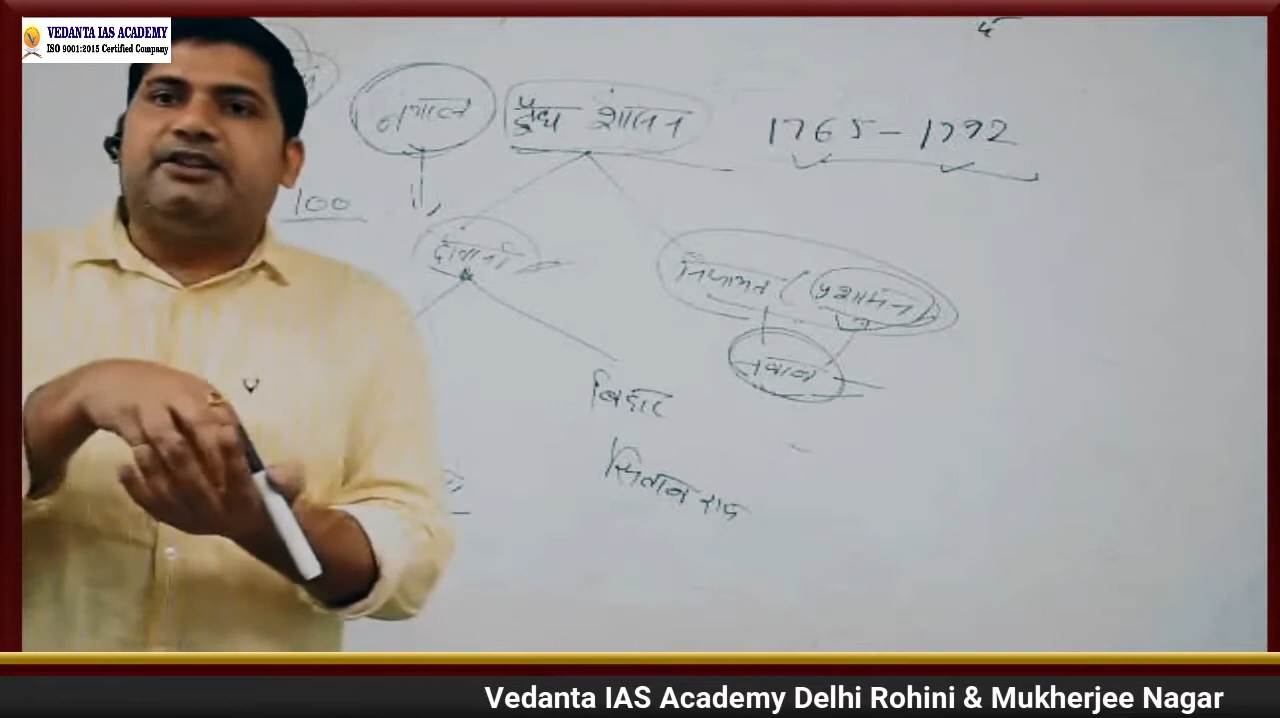 VEDANTA IAS ACADEMY
ISO 9001:2015 Certified Company
बंगाल
द्वैध शासन
1765 – 1772
100
दीवानी
निजामत (प्रशासन)
नवाब
बिहार
सिताब राय
Vedanta IAS Academy Delhi Rohini & Mukherjee Nagar